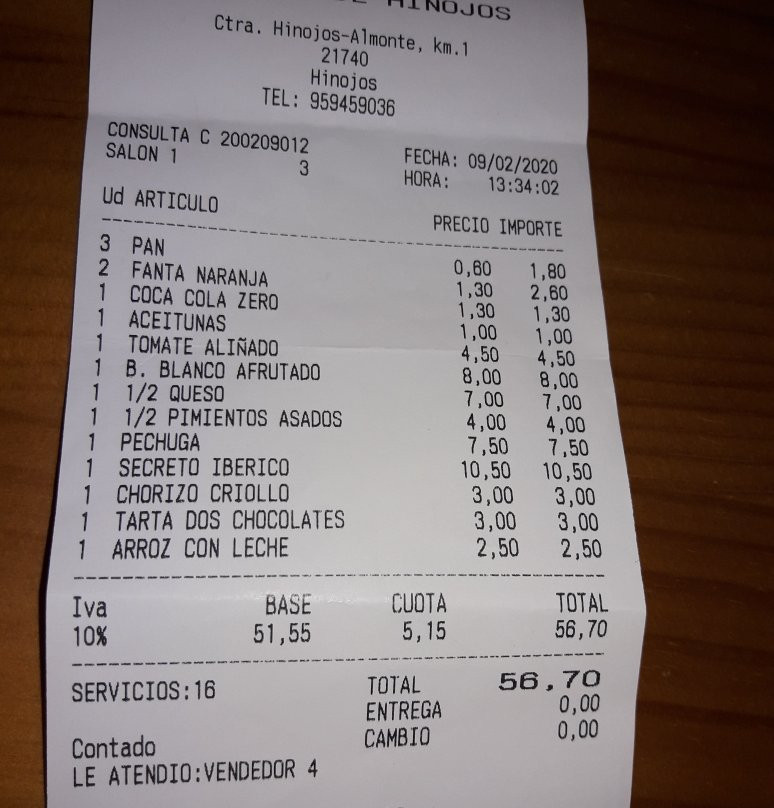 HINOJOS
Ctra. Hinojos-Almonte, km.1
21740
Hinojos
TEL: 959459036
CONSULTA C 200209012 FECHA: 09/02/2020
SALON 1 3 HORA: 13:34:02
Ud ARTICULO PRECIO IMPORTE
3 PAN 0,60 1,80
2 FANTA NARANJA 1,30 2,60
1 COCA COLA ZERO 1,30 1,30
1 ACEITUNAS 1,00 1,00
1 TOMATE ALIÑADO 4,50 4,50
1 B. BLANCO AFRUTADO 8,00 8,00
1 1/2 QUESO 7,00 7,00
1 1/2 PIMIENTOS ASADOS 4,00 4,00
1 PECHUGA 7,50 7,50
1 SECRETO IBERICO 10,50 10,50
1 CHORIZO CRIOLLO 3,00 3,00
1 TARTA DOS CHOCOLATES 3,00 3,00
1 ARROZ CON LECHE 2,50 2,50
Iva BASE CUOTA TOTAL
10% 51,55 5,15 56,70
SERVICIOS:16 TOTAL 56,70
ENTREGA 0,00
Contado CAMBIO 0,00
LE ATENDIO:VENDEDOR 4